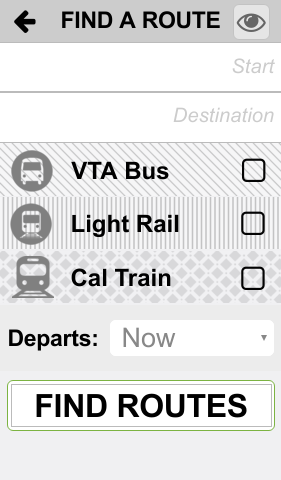 FIND A ROUTE
Start
Destination
VTA Bus
Light Rail
Cal Train
Departs: Now
FIND ROUTES